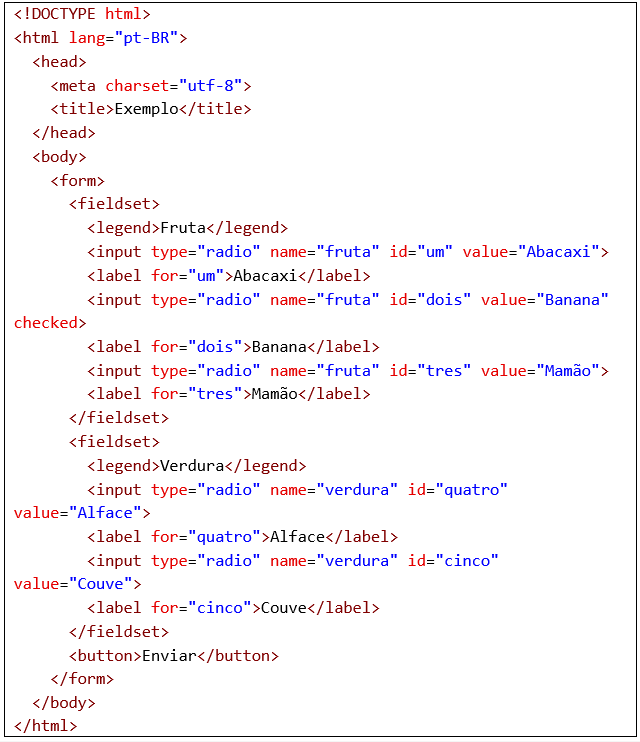 <!DOCTYPE html>
<html lang="pt-BR">
  <head>
    <meta charset="utf-8">
    <title>Exemplo</title>
  </head>
  <body>
    <form>
      <fieldset>
        <legend>Fruta</legend>
        <input type="radio" name="fruta" id="um" value="Abacaxi">
        <label for="um">Abacaxi</label>
        <input type="radio" name="fruta" id="dois" value="Banana"
checked>
        <label for="dois">Banana</label>
        <input type="radio" name="fruta" id="tres" value="Mamão">
        <label for="tres">Mamão</label>
      </fieldset>
      <fieldset>
        <legend>Verdura</legend>
        <input type="radio" name="verdura" id="quatro"
value="Alface">
        <label for="quatro">Alface</label>
        <input type="radio" name="verdura" id="cinco"
value="Couve">
        <label for="cinco">Couve</label>
      </fieldset>
      <button>Enviar</button>
    </form>
  </body>
</html>